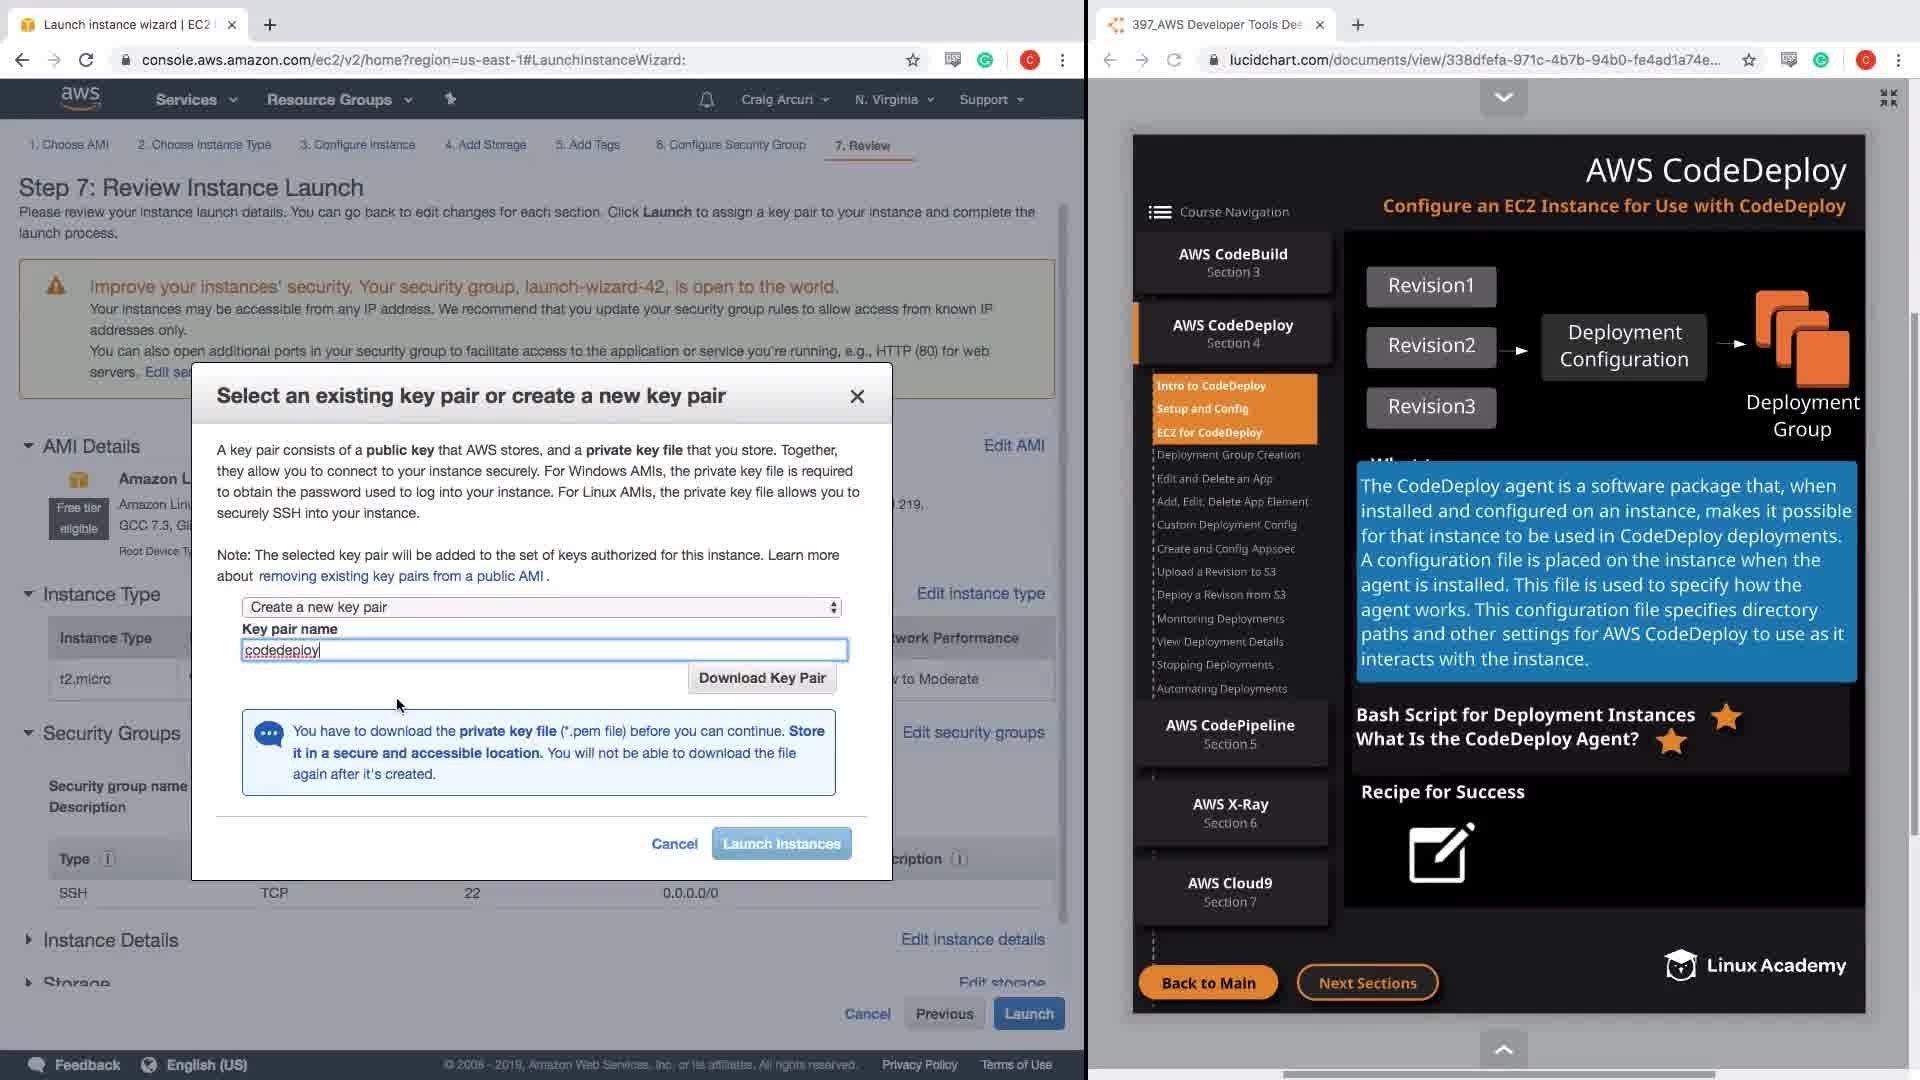 Launch instance wizard | EC2
console.aws.amazon.com/ec2/v2/home?region=us-east-1#LaunchInstanceWizard:
aws
Services
Resource Groups
Craig Arcuri
N. Virginia
Support
1. Choose AMI
2. Choose Instance Type
3. Configure Instance
4. Add Storage
5. Add Tags
6. Configure Security Group
7. Review
Step 7: Review Instance Launch
Please review your instance launch details. You can go back to edit changes for each section. Click Launch to assign a key pair to your instance and complete the
launch process.
Improve your instances' security. Your security group, launch-wizard-42, is open to the world.
Your instances may be accessible from any IP address. We recommend that you update your security group rules to allow access from known IP
addresses only.
You can also open additional ports in your security group to facilitate access to the application or service you're running, e.g., HTTP (80) for web
servers. Edit se
Select an existing key pair or create a new key pair
A key pair consists of a public key that AWS stores, and a private key file that you store. Together,
they allow you to connect to your instance securely. For Windows AMIs, the private key file is required
to obtain the password used to log into your instance. For Linux AMIs, the private key file allows you to
securely SSH into your instance.
Note: The selected key pair will be added to the set of keys authorized for this instance. Learn more
about removing existing key pairs from a public AMI .
Create a new key pair
Key pair name
codedeploy
Download Key Pair
You have to download the private key file (*.pem file) before you can continue. Store
it in a secure and accessible location. You will not be able to download the file
again after it's created.
Cancel
Launch Instances
AMI Details
Edit AMI
Amazon L
Free tier
eligible
Amazon Lin
219,
GCC 7.3, Gl
Root Device Ty
Instance Type
Edit instance type
Instance Type
work Performance
t2.micro
v to Moderate
Security Groups
Edit security groups
Security group name
Description
Type
cription
SSH
TCP
22
0.0.0.0/0
Instance Details
Edit instance details
Storage
Edit storage
Cancel
Previous
Launch
Feedback
English (US)
© 2008 - 2019, Amazon Web Services, Inc. or its affiliates. All rights reserved.
Privacy Policy
Terms of Use
397_AWS Developer Tools Dee
lucidchart.com/documents/view/338dfefa-971c-4b7b-94b0-fe4ad1a74e...
AWS CodeDeploy
Configure an EC2 Instance for Use with CodeDeploy
Course Navigation
AWS CodeBuild
Section 3
AWS CodeDeploy
Section 4
Intro to CodeDeploy
Setup and Config
EC2 for CodeDeploy
Deployment Group Creation
Edit and Delete an App
Add, Edit, Delete App Element
Custom Deployment Config
Create and Config Appsoec
Upload a Revision to S3
Deploy a Revison from S3
Monitoring Deployments
View Deployment Details
Stopping Deployments
Automating Deployments
AWS CodePipeline
Section 5
AWS X-Ray
Section 6
AWS Cloud9
Section 7
Back to Main
Next Sections
Revision1
Revision2
Revision3
Deployment
Configuration
Deployment
Group
The CodeDeploy agent is a software package that, when
installed and configured on an instance, makes it possible
for that instance to be used in CodeDeploy deployments.
A configuration file is placed on the instance when the
agent is installed. This file is used to specify how the
agent works. This configuration file specifies directory
paths and other settings for AWS CodeDeploy to use as it
interacts with the instance.
Bash Script for Deployment Instances
What Is the CodeDeploy Agent?
Recipe for Success
Linux Academy